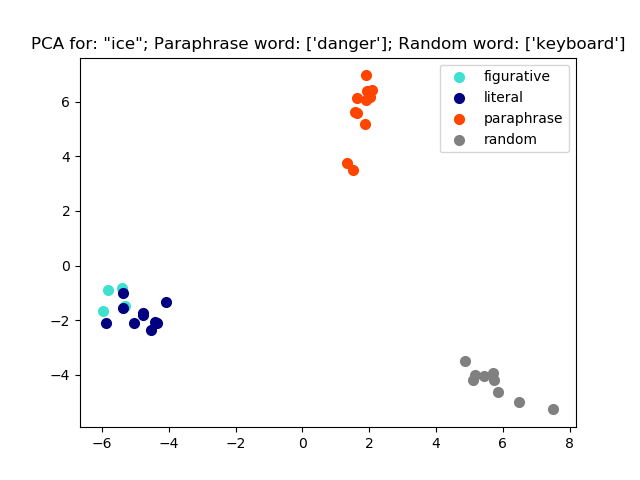 PCA for: "ice"; Paraphrase word: ['danger']; Random word: ['keyboard']
figurative
literal
paraphrase
random
6
4
2
0
−2
−4
−6
−4
−2
0
2
4
6
8